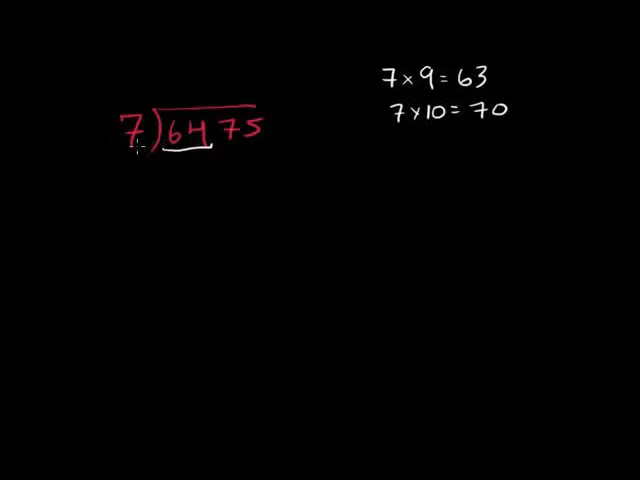 7 × 9 = 63
7 × 10 = 70
7)6475